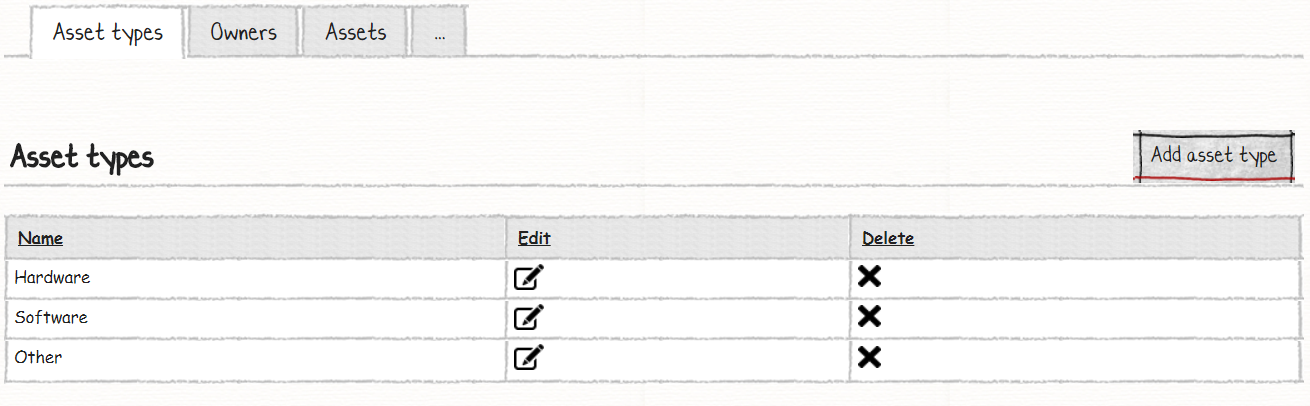 Asset types Owners Assets ...
Asset types Add asset type
Name Edit Delete
Hardware
Software
Other